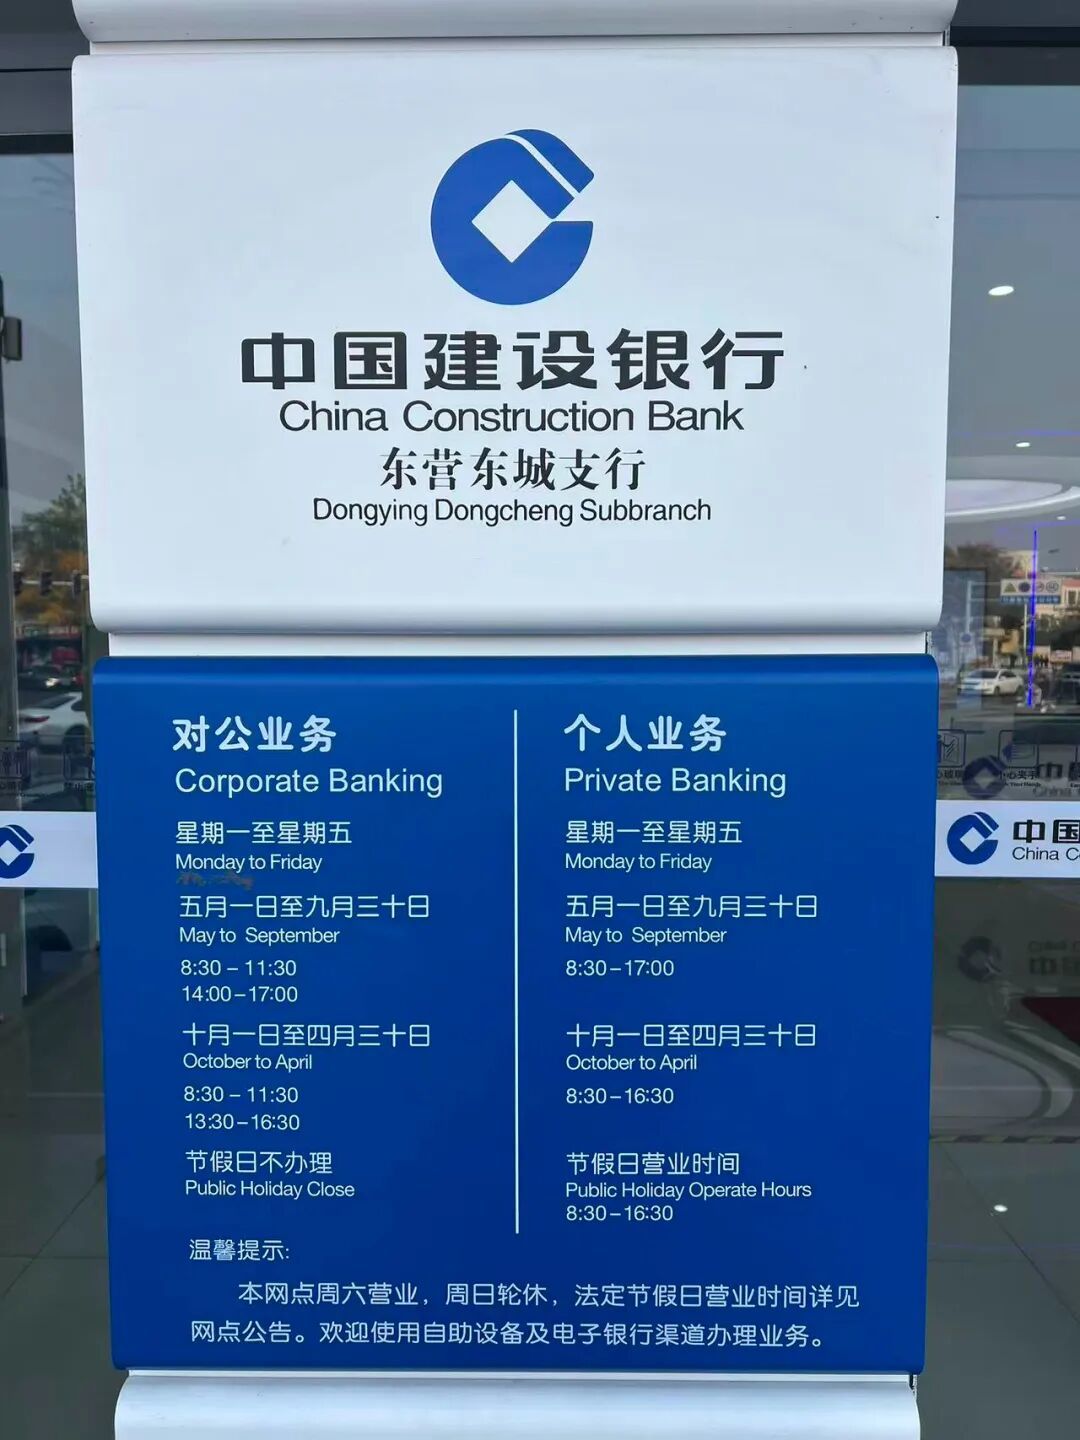 中国建设银行
China Construction Bank
东营东城支行
Dongying Dongcheng Subbranch
对公业务
Corporate Banking
星期一至星期五
Monday to Friday
五月一日至九月三十日
May to September
8:30 – 11:30
14:00 – 17:00
十月一日至四月三十日
October to April
8:30 – 11:30
13:30 – 16:30
节假日不办理
Public Holiday Close
个人业务
Private Banking
星期一至星期五
Monday to Friday
五月一日至九月三十日
May to September
8:30 – 17:00
十月一日至四月三十日
October to April
8:30 – 16:30
节假日营业时间
Public Holiday Operate Hours
8:30 – 16:30
温馨提示:
本网点周六营业，周日轮休，法定节假日营业时间详见
网点公告。欢迎使用自助设备及电子银行渠道办理业务。
中国
China C